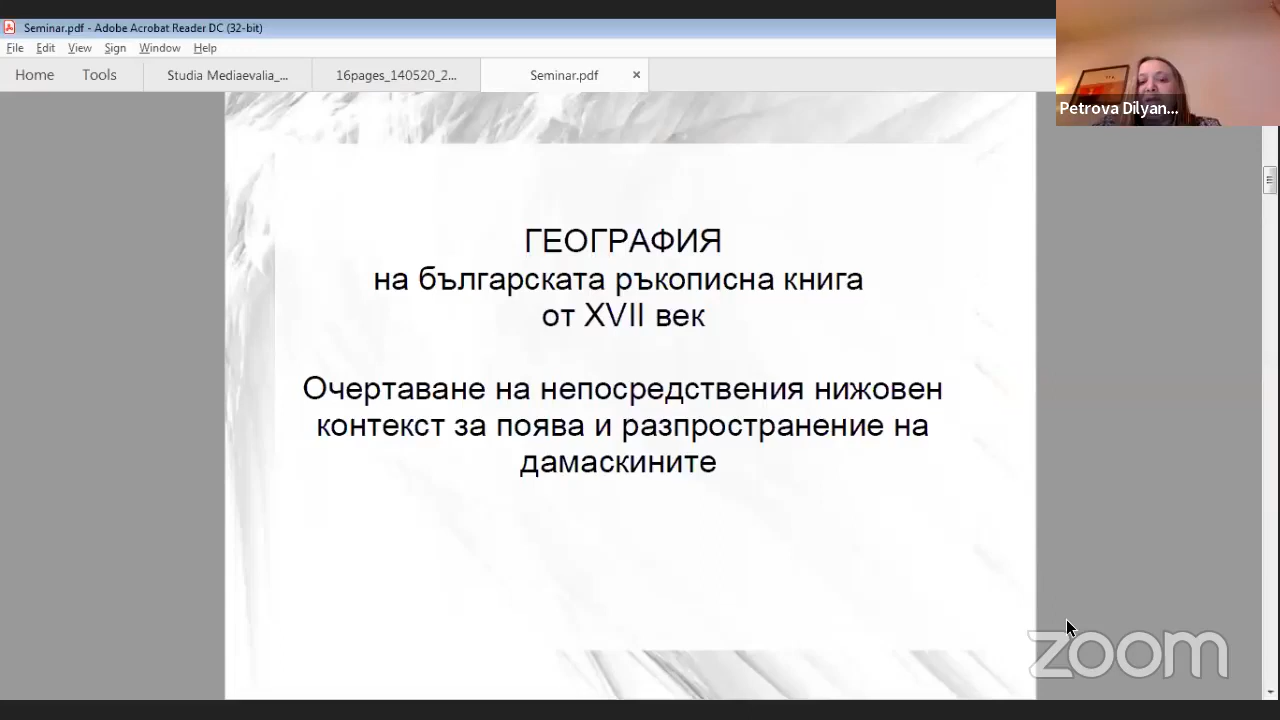 Seminar.pdf - Adobe Acrobat Reader DC (32-bit)
File Edit View Sign Window Help
Home Tools Studia Mediaevalia_... 16pages_140520_2... Seminar.pdf ×
Petrova Dilyan...
ГЕОГРАФИЯ
на българската ръкописна книга
от XVII век
Очертаване на непосредствения нижовен
контекст за поява и разпространение на
дамаскините
zoom